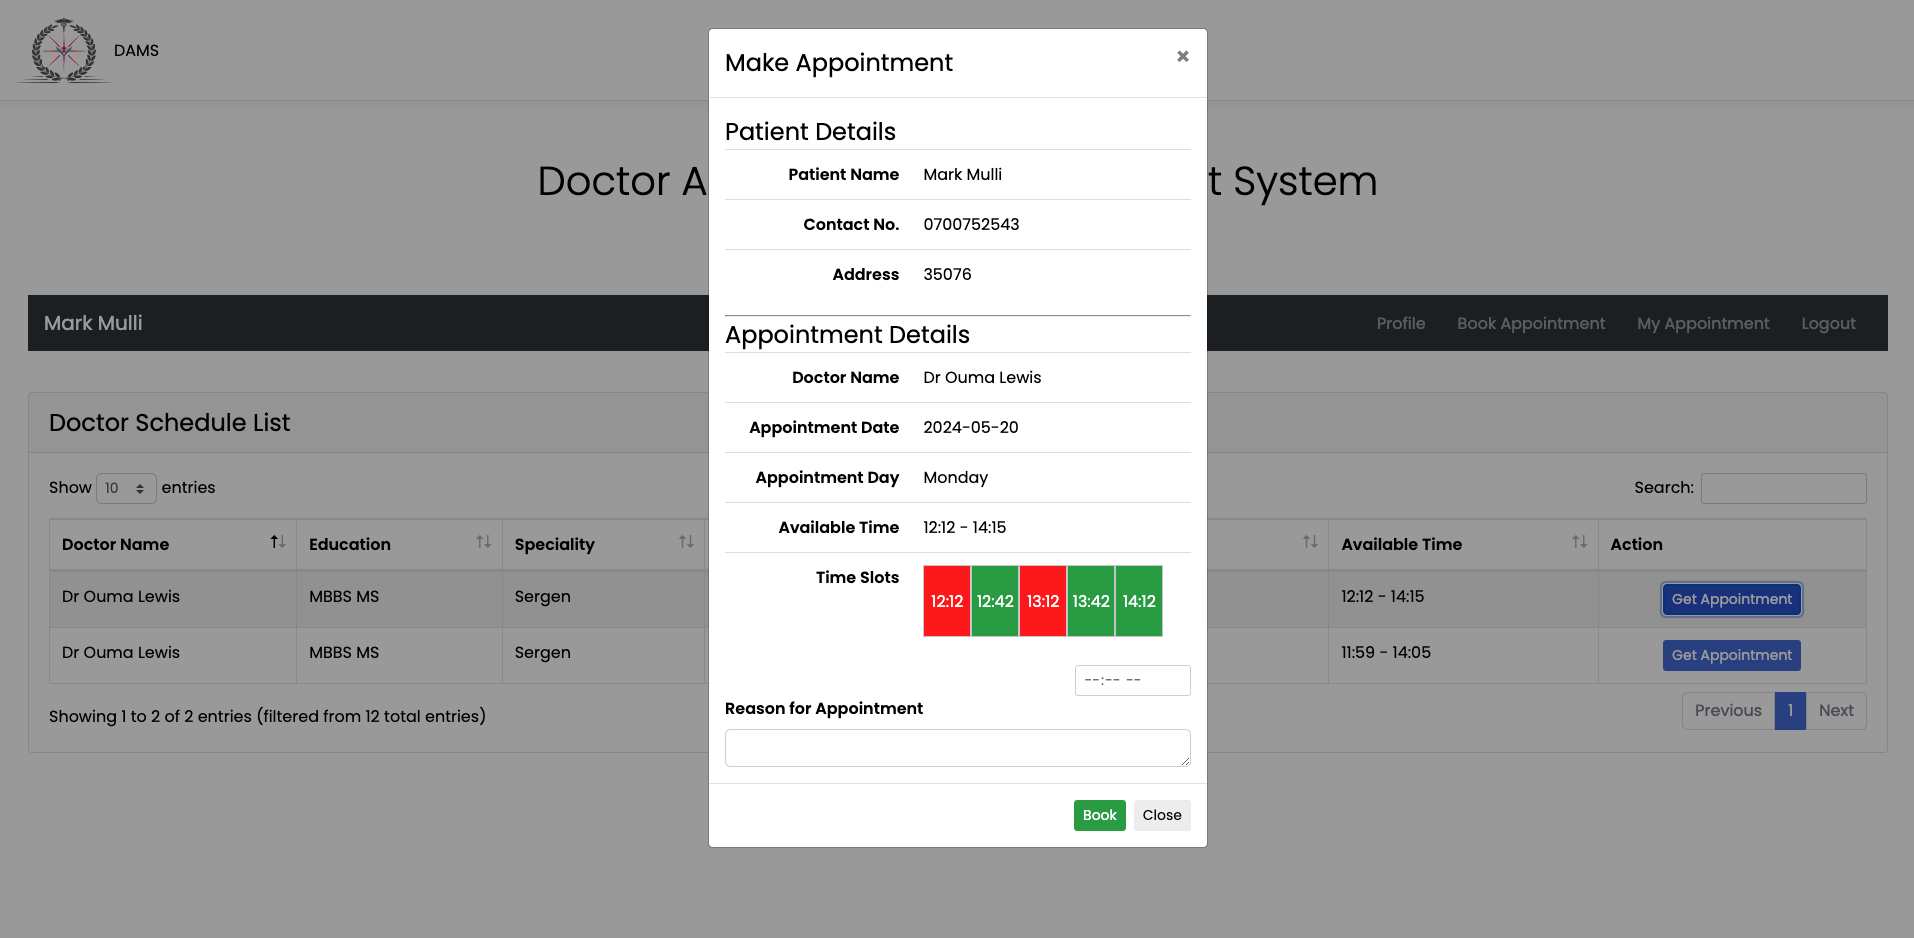 DAMS
Make Appointment ×
Doctor A t System
Patient Details
Patient Name Mark Mulli
Contact No. 0700752543
Address 35076
Mark Mulli Profile Book Appointment My Appointment Logout
Appointment Details
Doctor Name Dr Ouma Lewis
Appointment Date 2024-05-20
Appointment Day Monday
Available Time 12:12 - 14:15
Time Slots 12:12 12:42 13:12 13:42 14:12
--:-- --
Reason for Appointment
Book Close
Doctor Schedule List
Show 10 entries Search:
Doctor Name Education Speciality Available Time Action
Dr Ouma Lewis MBBS MS Sergen 12:12 - 14:15 Get Appointment
Dr Ouma Lewis MBBS MS Sergen 11:59 - 14:05 Get Appointment
Showing 1 to 2 of 2 entries (filtered from 12 total entries) Previous 1 Next